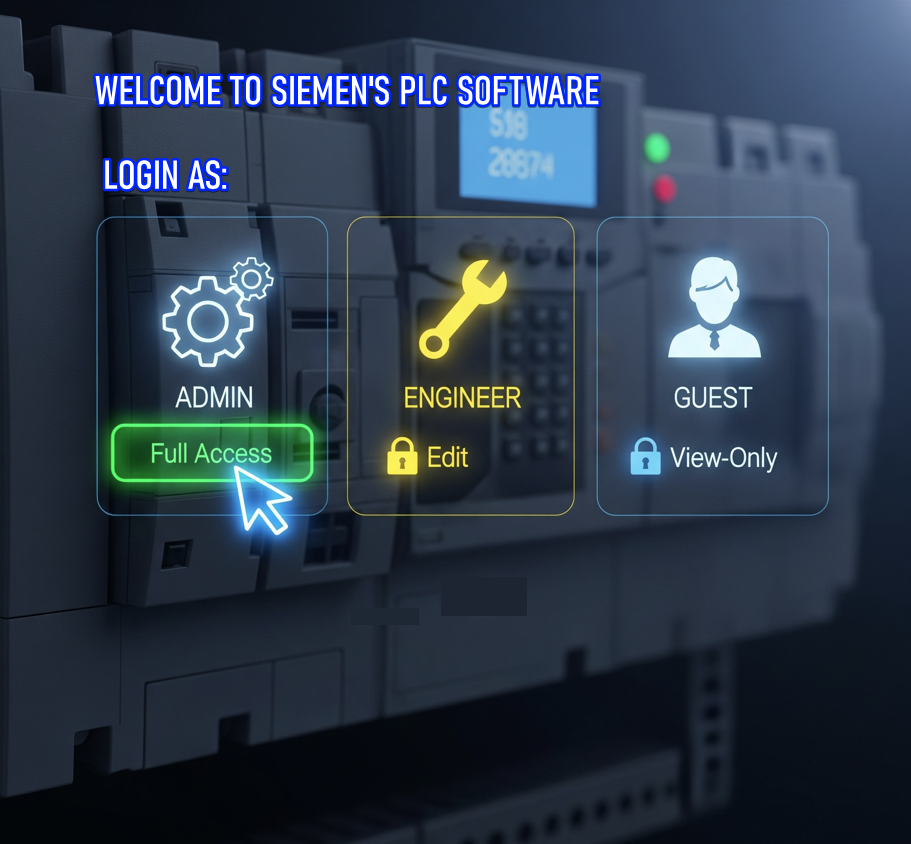 WELCOME TO SIEMEN'S PLC SOFTWARE
LOGIN AS:
ADMIN
Full Access
ENGINEER
Edit
GUEST
View-Only